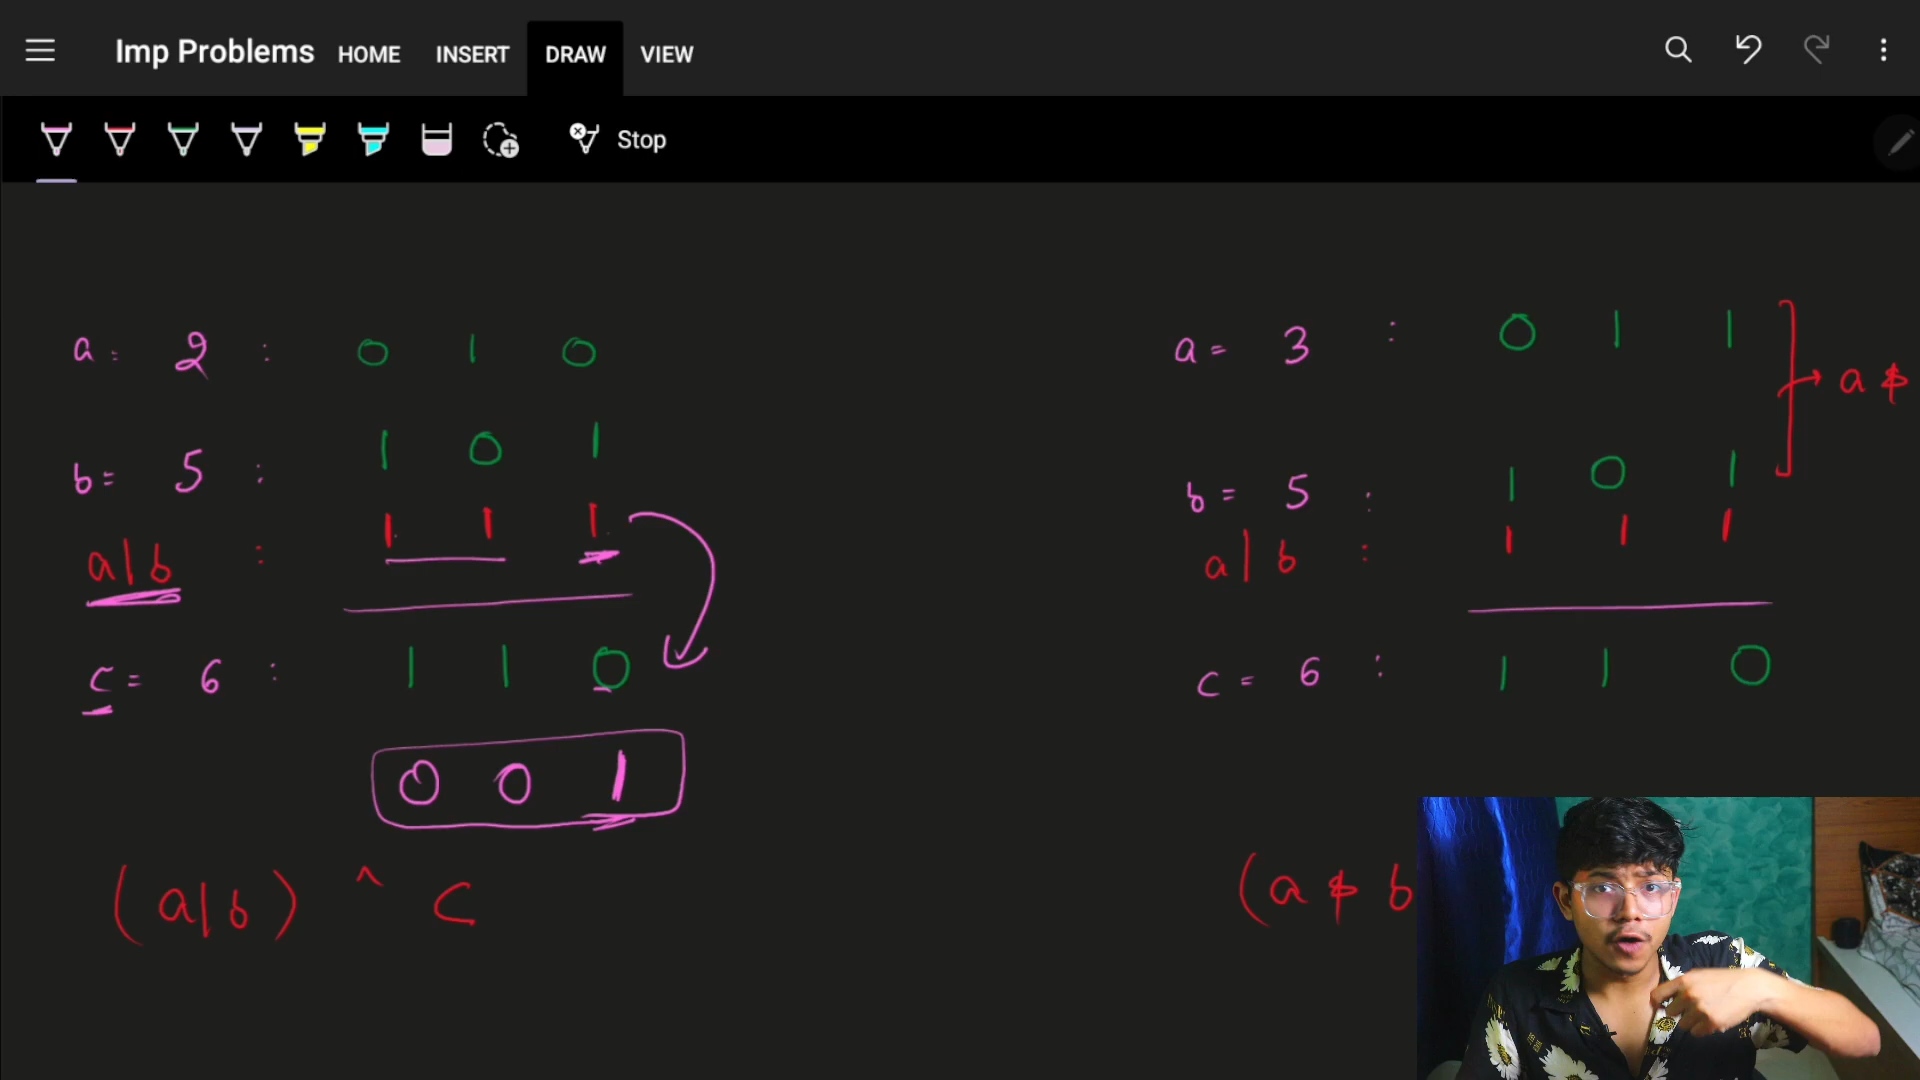 Imp Problems HOME INSERT DRAW VIEW
Stop
a = 2 : 0 1 0
b = 5 : 1 0 1
a|b : 1 1 1
c = 6 : 1 1 0
0 0 1
(a|b) ^ c
a = 3 : 0 1 1
a &
b = 5 : 1 0 1
a|b : 1 1 1
c = 6 : 1 1 0
(a & b